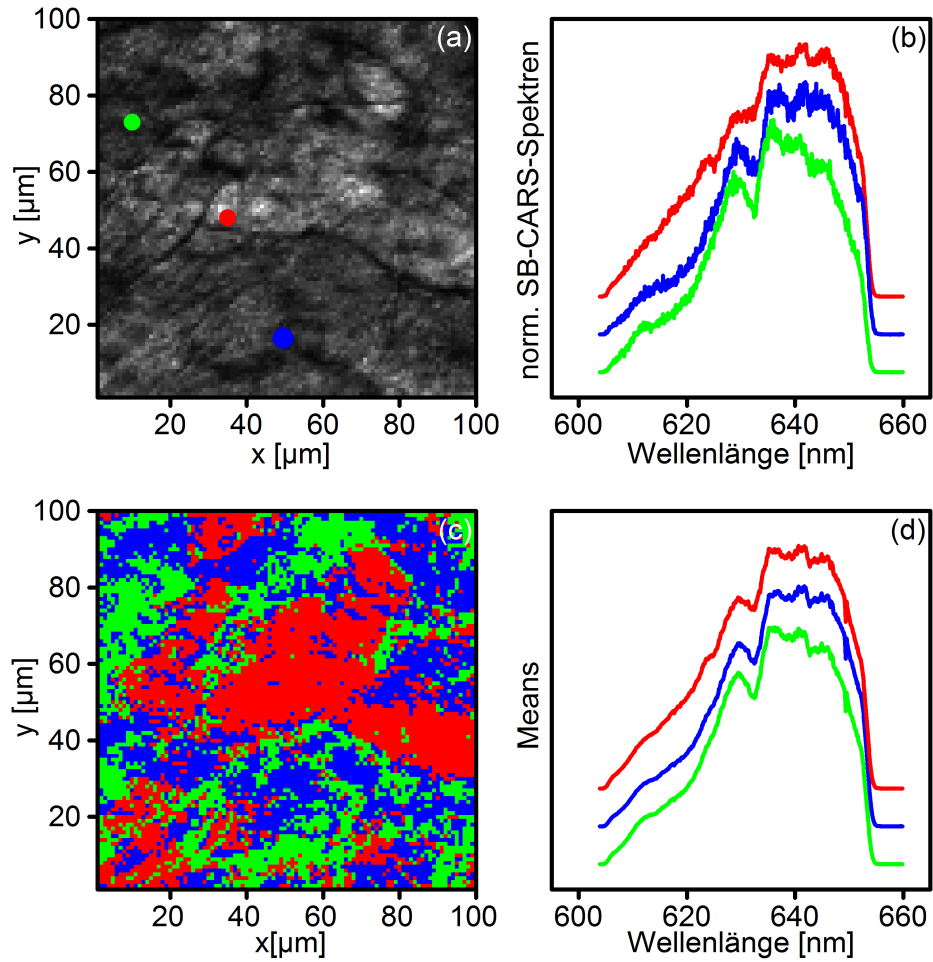 (a)
100
80
60
40
20
y [µm]
20 40 60 80 100
x [µm]
(b)
norm. SB-CARS-Spektren
600 620 640 660
Wellenlänge [nm]
(c)
100
80
60
40
20
y [µm]
20 40 60 80 100
x[µm]
(d)
Means
600 620 640 660
Wellenlänge [nm]